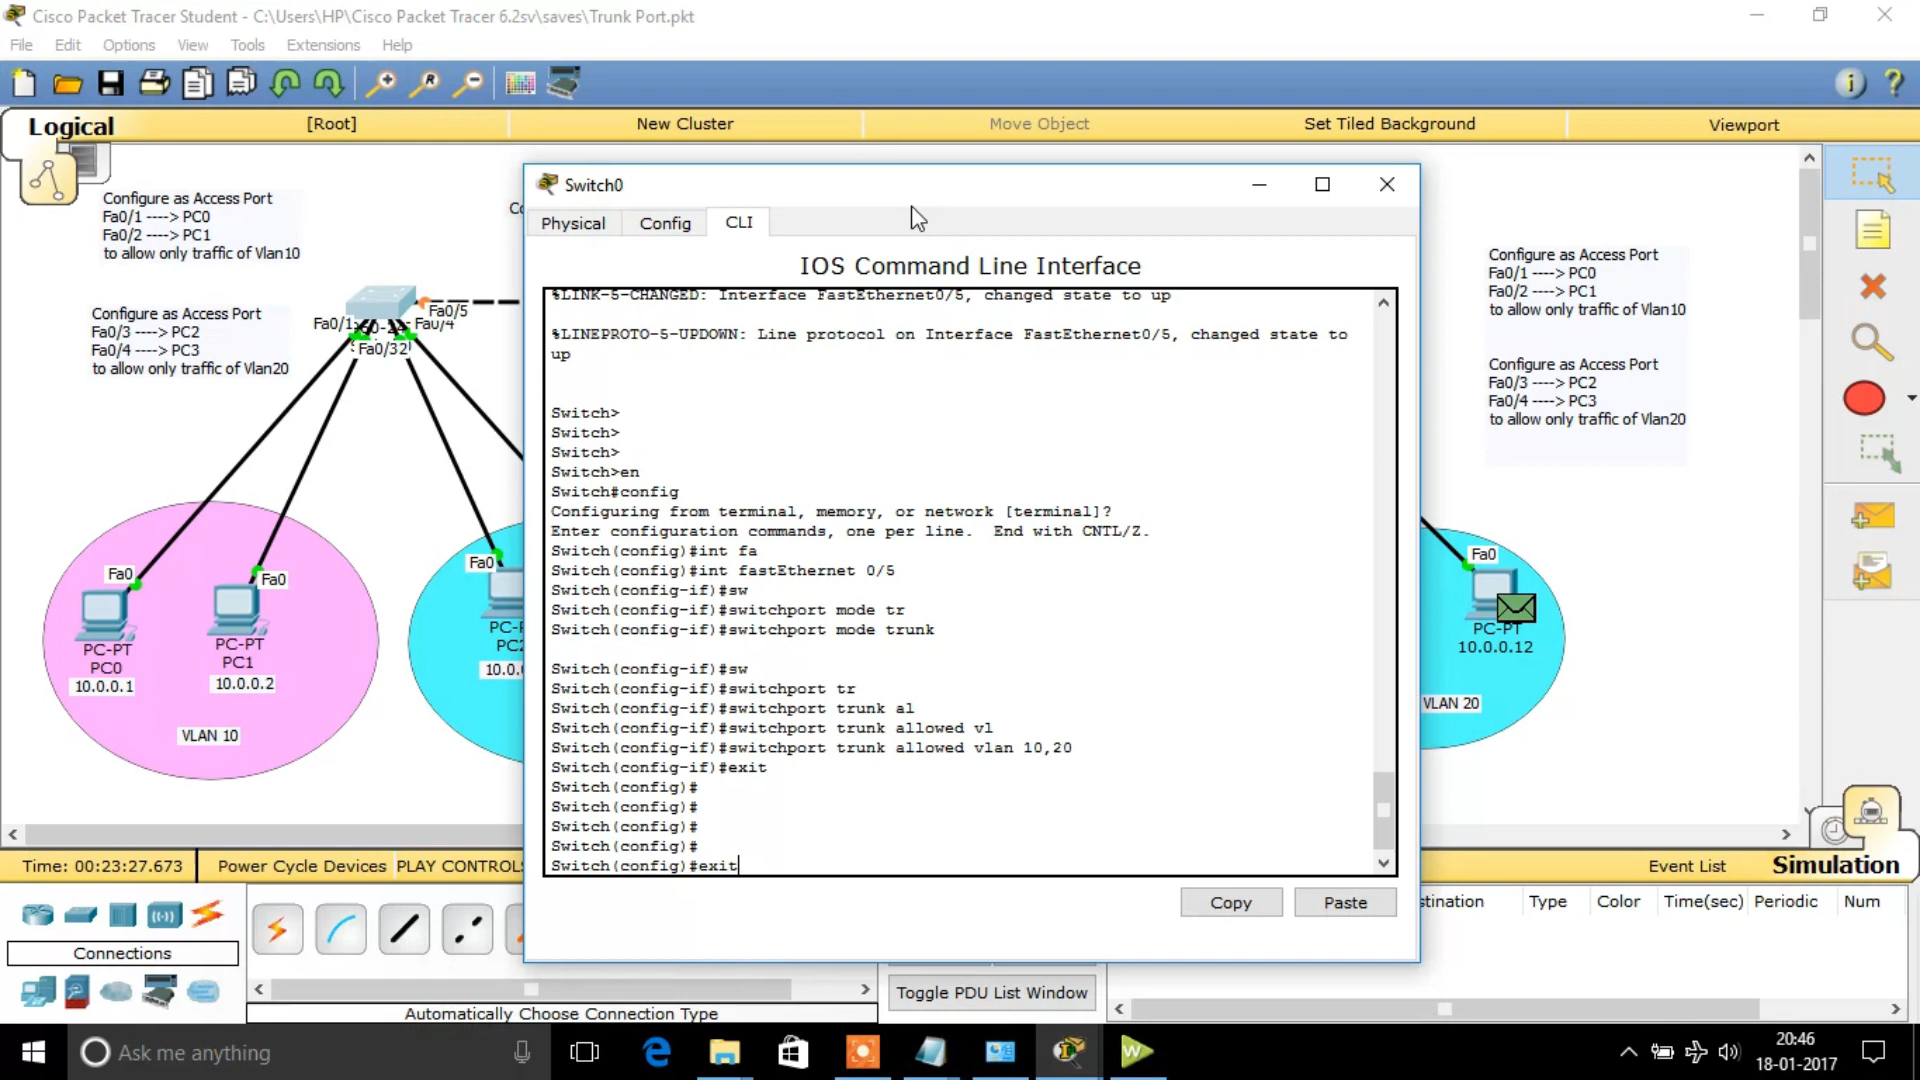 Cisco Packet Tracer Student - C:\Users\HP\Cisco Packet Tracer 6.2sv\saves\Trunk Port.pkt
File Edit Options View Tools Extensions Help
Logical [Root] New Cluster Move Object Set Tiled Background Viewport
Configure as Access Port
Fa0/1 ----> PC0
Fa0/2 ----> PC1
to allow only traffic of Vlan10
Configure as Access Port
Fa0/3 ----> PC2
Fa0/4 ----> PC3
to allow only traffic of Vlan20
Fa0/5
Fa0/1
Fa0/4
Fa0/32
Fa0
PC-PT
PC0
10.0.0.1
Fa0
PC-PT
PC1
10.0.0.2
VLAN 10
Fa0
PC2
10.0.
Switch0
Physical Config CLI
IOS Command Line Interface
%LINK-5-CHANGED: Interface FastEthernet0/5, changed state to up
%LINEPROTO-5-UPDOWN: Line protocol on Interface FastEthernet0/5, changed state to
up
Switch>
Switch>
Switch>
Switch>en
Switch#config
Configuring from terminal, memory, or network [terminal]?
Enter configuration commands, one per line.  End with CNTL/Z.
Switch(config)#int fa
Switch(config)#int fastEthernet 0/5
Switch(config-if)#sw
Switch(config-if)#switchport mode tr
Switch(config-if)#switchport mode trunk
Switch(config-if)#sw
Switch(config-if)#switchport tr
Switch(config-if)#switchport trunk al
Switch(config-if)#switchport trunk allowed vl
Switch(config-if)#switchport trunk allowed vlan 10,20
Switch(config-if)#exit
Switch(config)#
Switch(config)#
Switch(config)#
Switch(config)#
Switch(config)#exit
Copy Paste
Configure as Access Port
Fa0/1 ----> PC0
Fa0/2 ----> PC1
to allow only traffic of Vlan10
Configure as Access Port
Fa0/3 ----> PC2
Fa0/4 ----> PC3
to allow only traffic of Vlan20
Fa0
PC-PT
10.0.0.12
VLAN 20
Time: 00:23:27.673 Power Cycle Devices PLAY CONTROLS Event List Simulation
Type Color Time(sec) Periodic Num
Connections
Toggle PDU List Window
Automatically Choose Connection Type
Ask me anything
20:46
18-01-2017